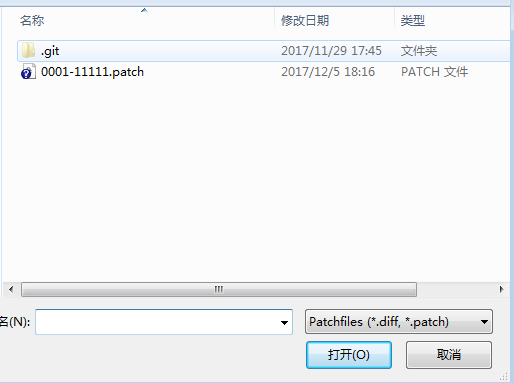 名称 修改日期 类型
.git 2017/11/29 17:45 文件夹
0001-11111.patch 2017/12/5 18:16 PATCH 文件
名(N): Patchfiles (*.diff, *.patch)
打开(O) 取消